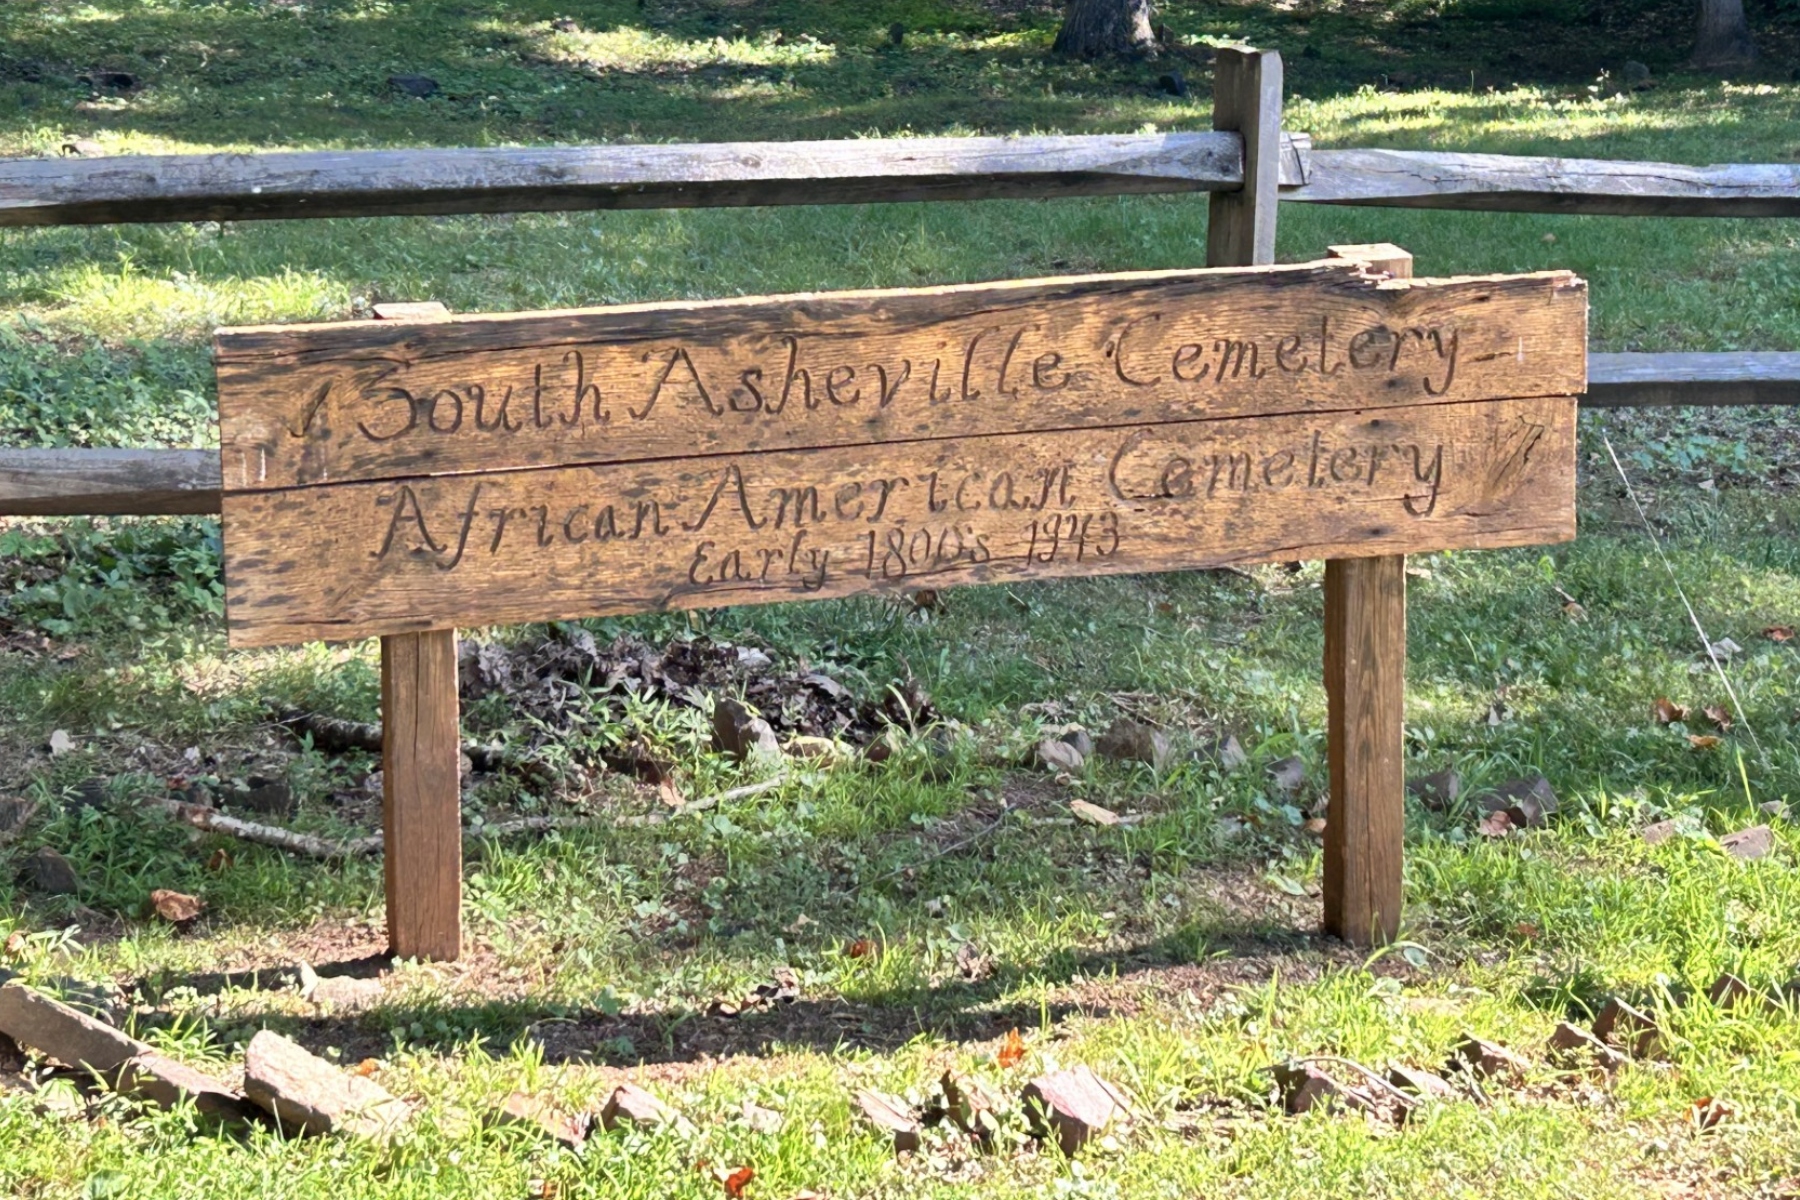 South Asheville Cemetery
African American Cemetery
Early 1800's 1943